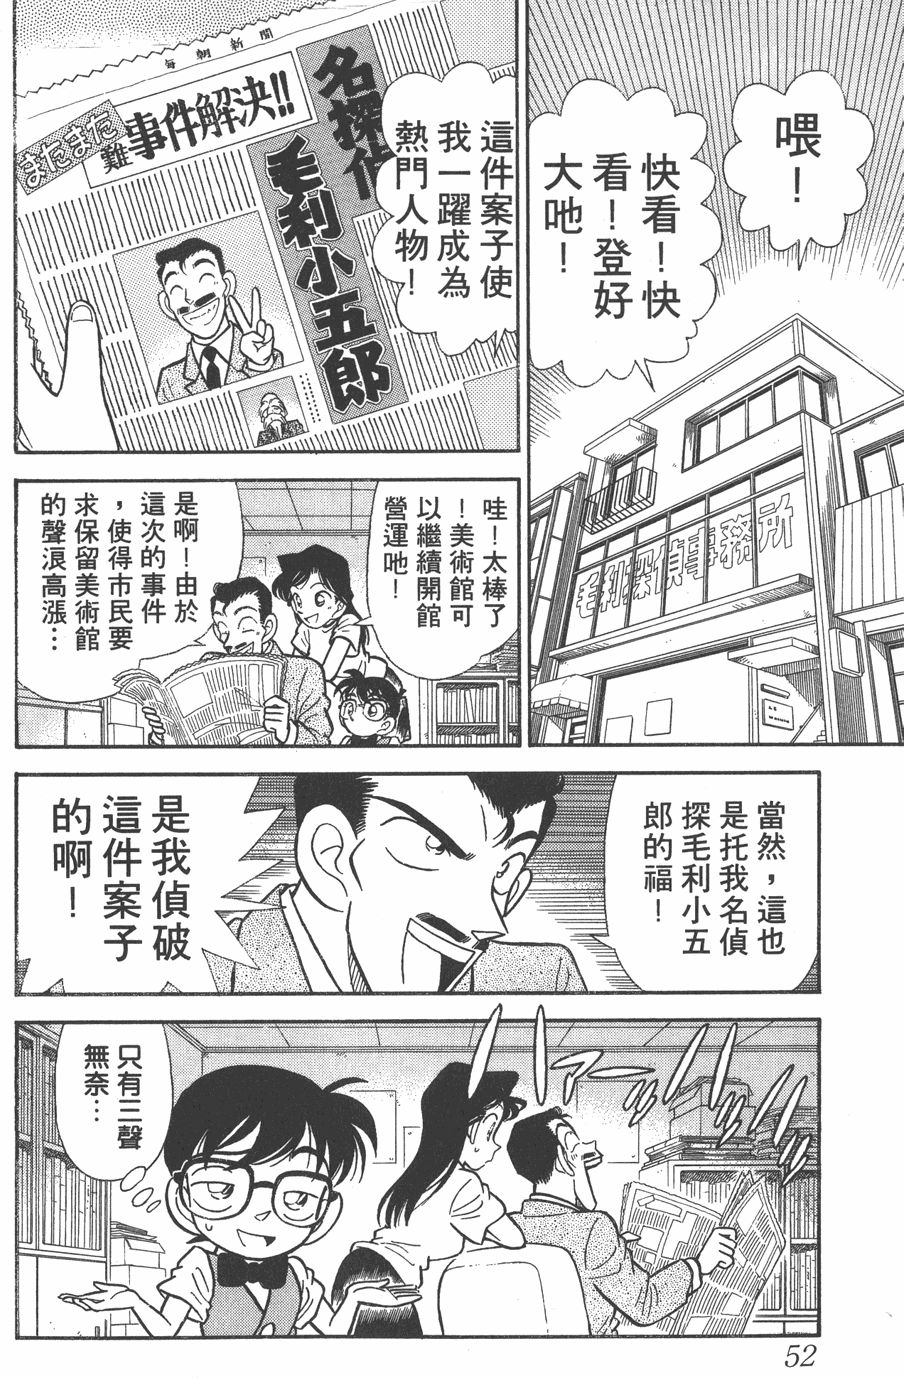 喂！
快看！快
看！登好
大吔！
毛利探偵事務所
這件案子使
我一躍成為
熱門人物！
每朝新聞
名探偵
毛利小五郎
またまた
難事件解決!!
哇！太棒了
！美術館可
以繼續開館
營運吔！
是啊！由於
這次的事件
，使得市民要
求保留美術館
的聲浪高漲…
當然，這也
是托我名偵
探毛利小五
郎的福！
是我偵破
這件案子
的啊！
只有三聲
無奈…
52